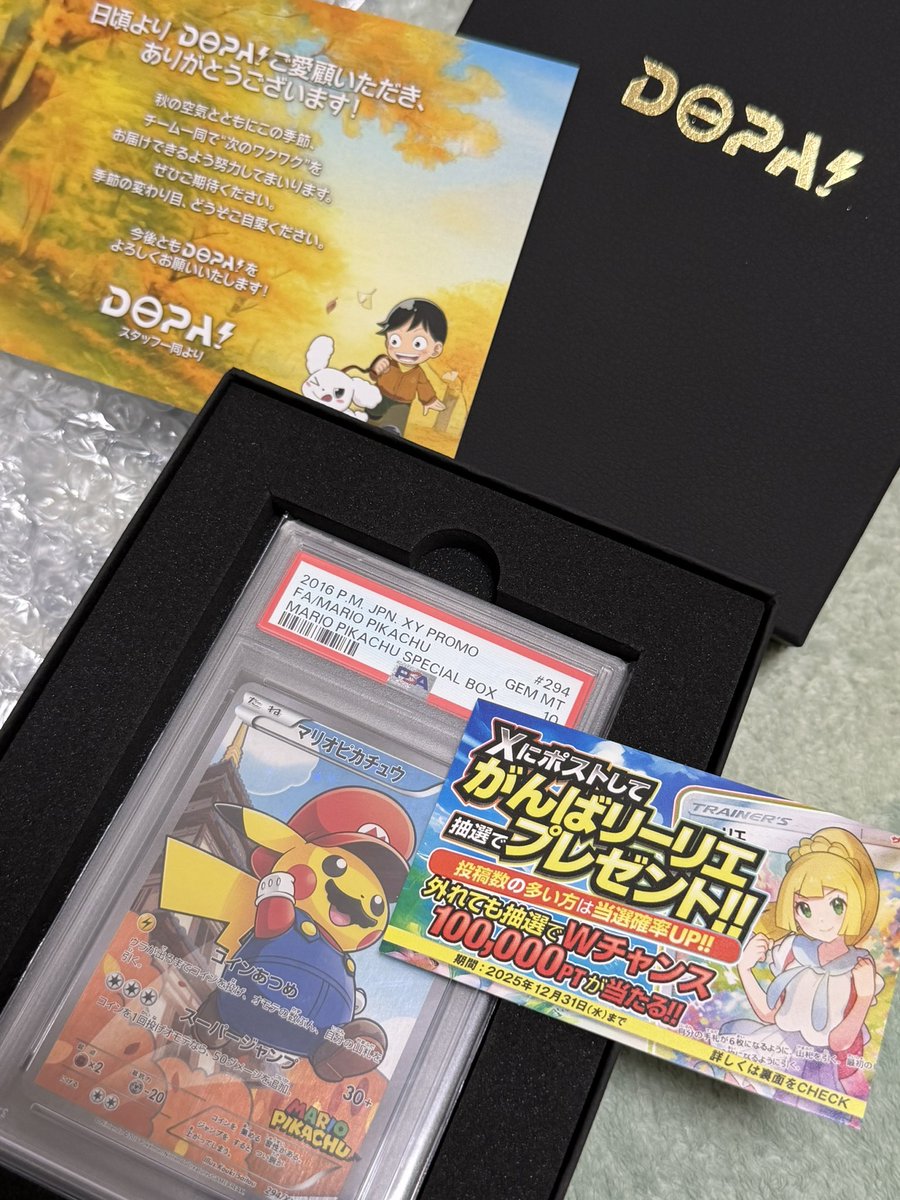 日頃より DOPA! ご愛顧いただき、
ありがとうございます!
秋の空気とともにこの季節、
チーム一同で"次のワクワク"を
お届けできるよう努力してまいります。
ぜひご期待ください。
季節の変わり目、どうぞご自愛ください。
今後ともDOPA!を
よろしくお願いいたします!
DOPA!
スタッフ一同より
DOPA!
2016 P.M. JPN. XY PROMO
#294
FA/MARIO PIKACHU
GEM MT
MARIO PIKACHU SPECIAL BOX
10
PSA
たね
マリオピカチュウ
コインあつめ
スーパージャンプ
30+
×2
-20
MARIO
PIKACHU
Xにポストして
がんばリーリエ
抽選で
プレゼント!!
投稿数の多い方は当選確率UP!!
外れても抽選でWチャンス
100,000PTが当たる!!
期間:2025年12月31日(水)まで
詳しくは裏面をCHECK
TRAINER'S